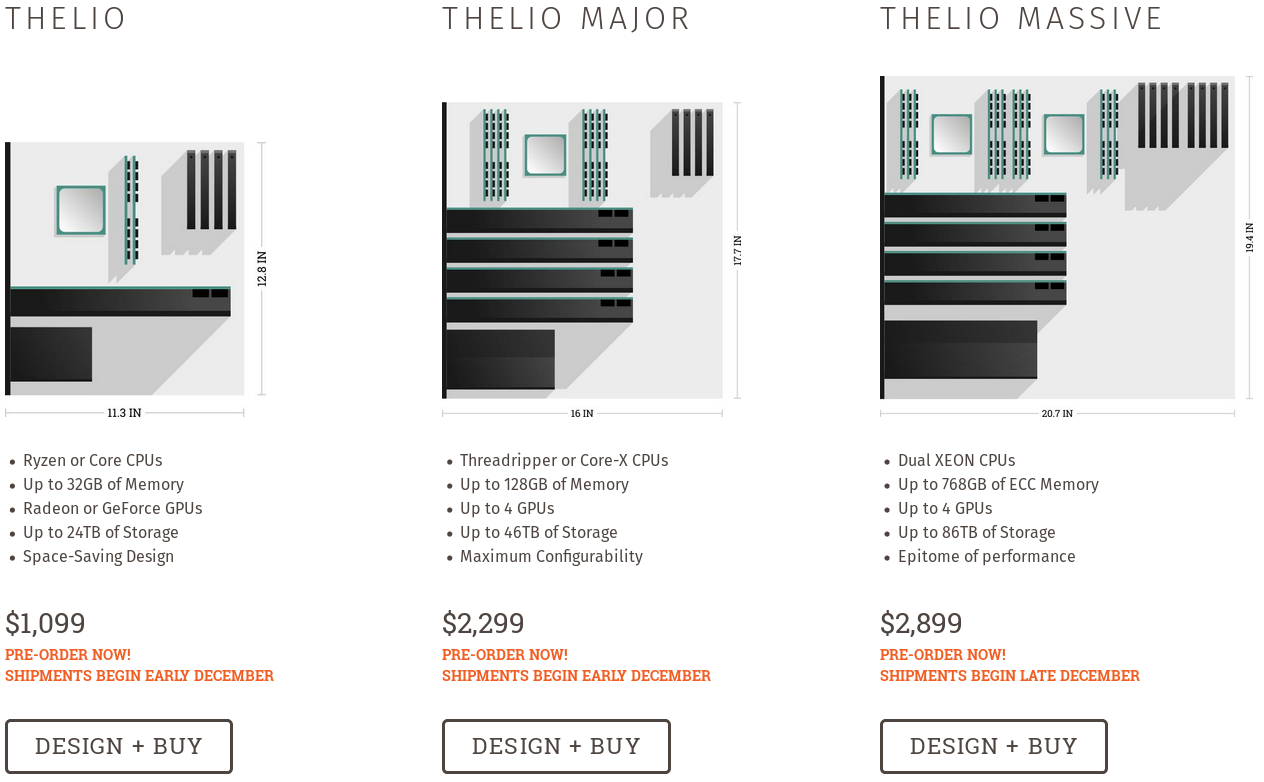 THELIO
12.8 IN
11.3 IN
• Ryzen or Core CPUs
• Up to 32GB of Memory
• Radeon or GeForce GPUs
• Up to 24TB of Storage
• Space-Saving Design
$1,099
PRE-ORDER NOW!
SHIPMENTS BEGIN EARLY DECEMBER
DESIGN + BUY
THELIO MAJOR
17.7 IN
16 IN
• Threadripper or Core-X CPUs
• Up to 128GB of Memory
• Up to 4 GPUs
• Up to 46TB of Storage
• Maximum Configurability
$2,299
PRE-ORDER NOW!
SHIPMENTS BEGIN EARLY DECEMBER
DESIGN + BUY
THELIO MASSIVE
19.4 IN
20.7 IN
• Dual XEON CPUs
• Up to 768GB of ECC Memory
• Up to 4 GPUs
• Up to 86TB of Storage
• Epitome of performance
$2,899
PRE-ORDER NOW!
SHIPMENTS BEGIN LATE DECEMBER
DESIGN + BUY